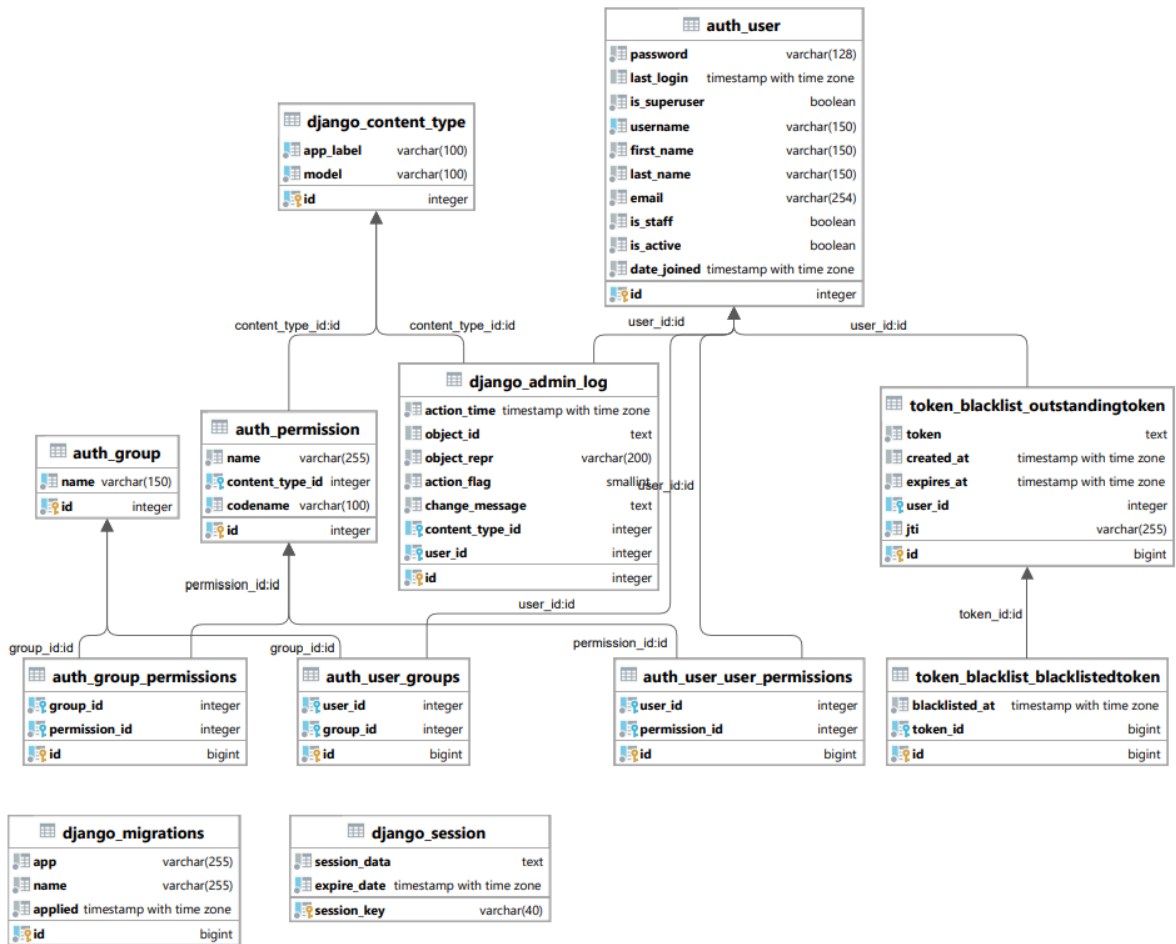 auth_user
password varchar(128)
last_login timestamp with time zone
is_superuser boolean
username varchar(150)
first_name varchar(150)
last_name varchar(150)
email varchar(254)
is_staff boolean
is_active boolean
date_joined timestamp with time zone
id integer
django_content_type
app_label varchar(100)
model varchar(100)
id integer
content_type_id:id
content_type_id:id
user_id:id
user_id:id
django_admin_log
action_time timestamp with time zone
object_id text
object_repr varchar(200)
action_flag smallint
change_message text
content_type_id integer
user_id integer
id integer
user_id:id
token_blacklist_outstandingtoken
token text
created_at timestamp with time zone
expires_at timestamp with time zone
user_id integer
jti varchar(255)
id bigint
auth_permission
name varchar(255)
content_type_id integer
codename varchar(100)
id integer
auth_group
name varchar(150)
id integer
permission_id:id
user_id:id
token_id:id
group_id:id
group_id:id
permission_id:id
auth_group_permissions
group_id integer
permission_id integer
id bigint
auth_user_groups
user_id integer
group_id integer
id bigint
auth_user_user_permissions
user_id integer
permission_id integer
id bigint
token_blacklist_blacklistedtoken
blacklisted_at timestamp with time zone
token_id bigint
id bigint
django_migrations
app varchar(255)
name varchar(255)
applied timestamp with time zone
id bigint
django_session
session_data text
expire_date timestamp with time zone
session_key varchar(40)